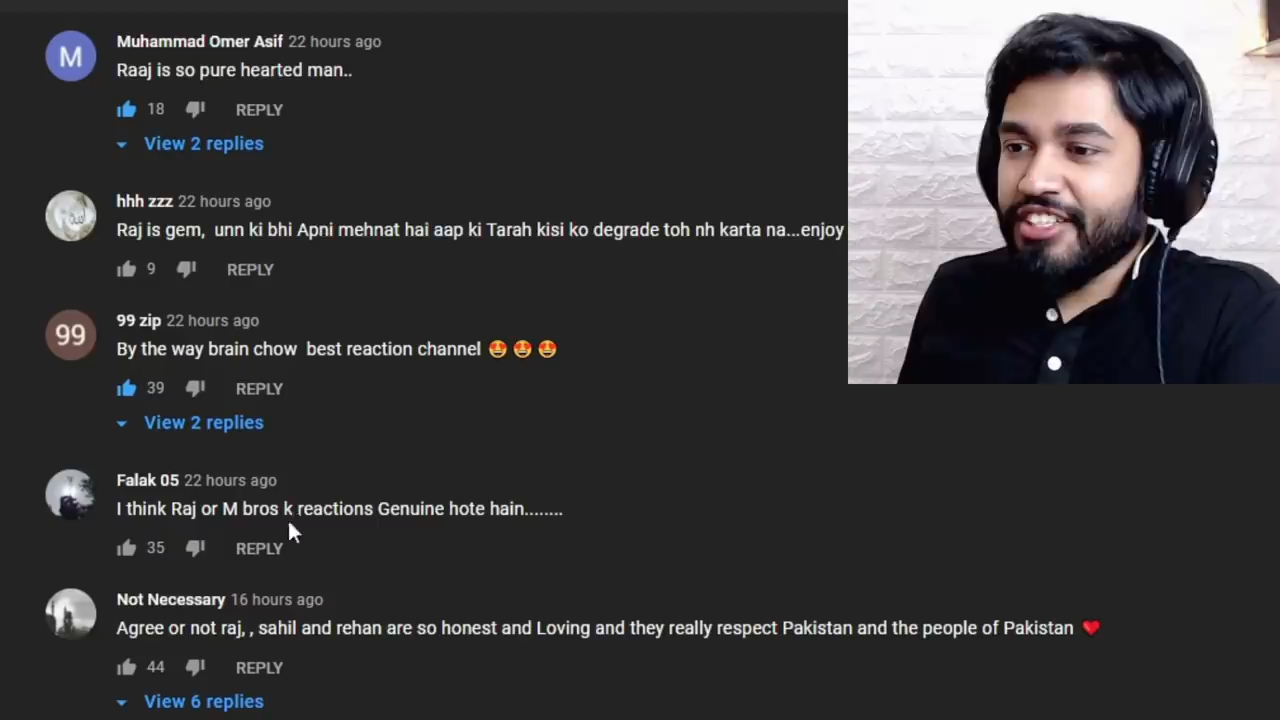 M
Muhammad Omer Asif 22 hours ago
Raaj is so pure hearted man..
18 REPLY
View 2 replies
hhh zzz 22 hours ago
Raj is gem, unn ki bhi Apni mehnat hai aap ki Tarah kisi ko degrade toh nh karta na...enjoy
9 REPLY
99
99 zip 22 hours ago
By the way brain chow best reaction channel 🤩🤩🤩
39 REPLY
View 2 replies
Falak 05 22 hours ago
I think Raj or M bros k reactions Genuine hote hain........
35 REPLY
Not Necessary 16 hours ago
Agree or not raj, , sahil and rehan are so honest and Loving and they really respect Pakistan and the people of Pakistan ❤️
44 REPLY
View 6 replies